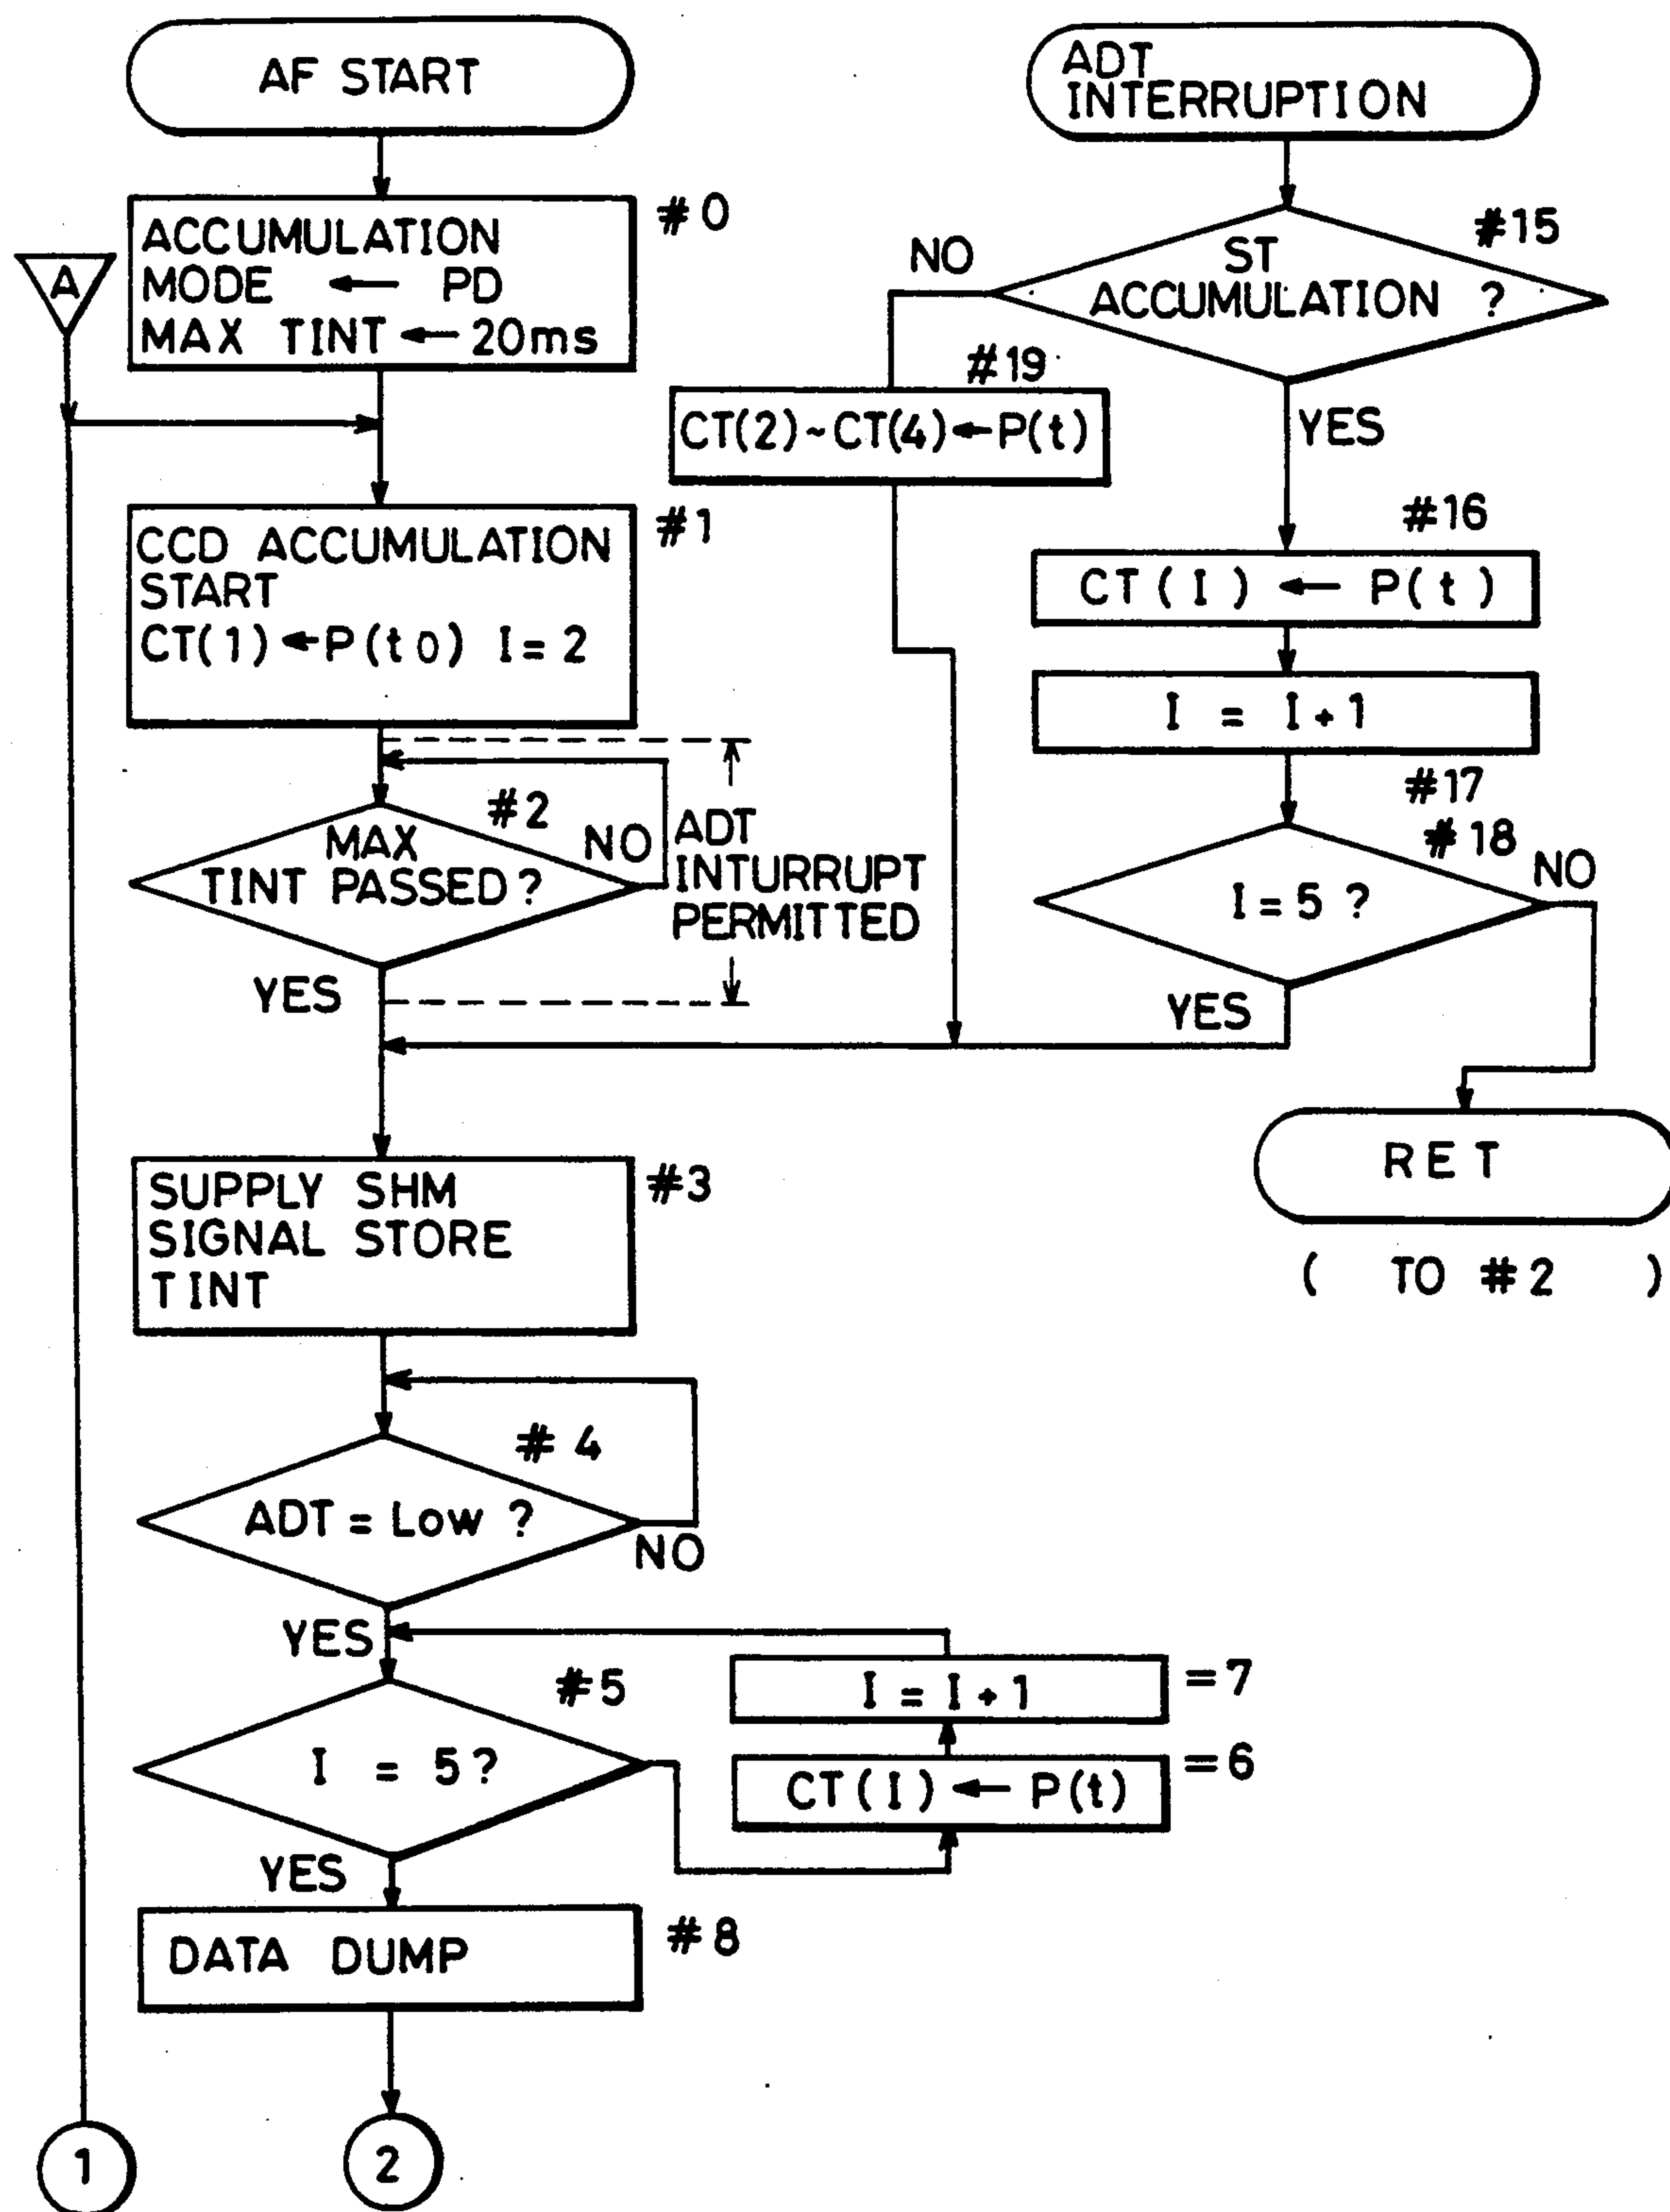 AF START
#0
ACCUMULATION
MODE ← PD
MAX TINT ← 20ms
A
#1
CCD ACCUMULATION
START
CT(1) ← P(to) I = 2
#2
MAX
TINT PASSED ?
NO
YES
ADT
INTURRUPT
PERMITTED
#3
SUPPLY SHM
SIGNAL STORE
TINT
#4
ADT = Low ?
NO
YES
#5
I = 5 ?
YES
I = I + 1
=7
CT(I) ← P(t)
=6
#8
DATA DUMP
1
2
ADT
INTERRUPTION
#15
ST
ACCUMULATION ?
NO
YES
#19
CT(2) ~ CT(4) ← P(t)
#16
CT(I) ← P(t)
I = I + 1
#17
#18
I = 5 ?
NO
YES
RET
( TO #2 )